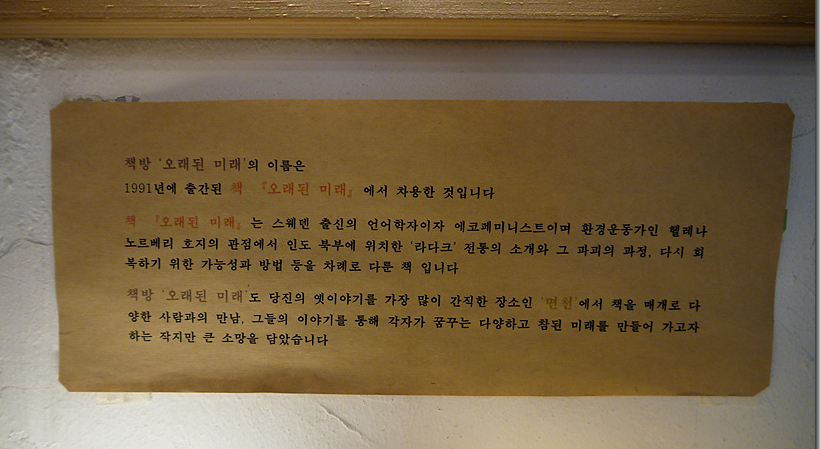 책방 '오래된 미래'의 이름은
1991년에 출간된 책 『오래된 미래』 에서 차용한 것입니다
책 『오래된 미래』는 스웨덴 출신의 언어학자이자 에코페미니스트이며 환경운동가인 헬레나
노르베리 호지의 관점에서 인도 북부에 위치한 '라다크' 전통의 소개와 그 파괴의 과정, 다시 회
복하기 위한 가능성과 방법 등을 차례로 다룬 책 입니다
책방 '오래된 미래'도 당진의 옛이야기를 가장 많이 간직한 장소인 '면천'에서 책을 매개로 다
양한 사람과의 만남, 그들의 이야기를 통해 각자가 꿈꾸는 다양하고 참된 미래를 만들어 가고자
하는 작지만 큰 소망을 담았습니다